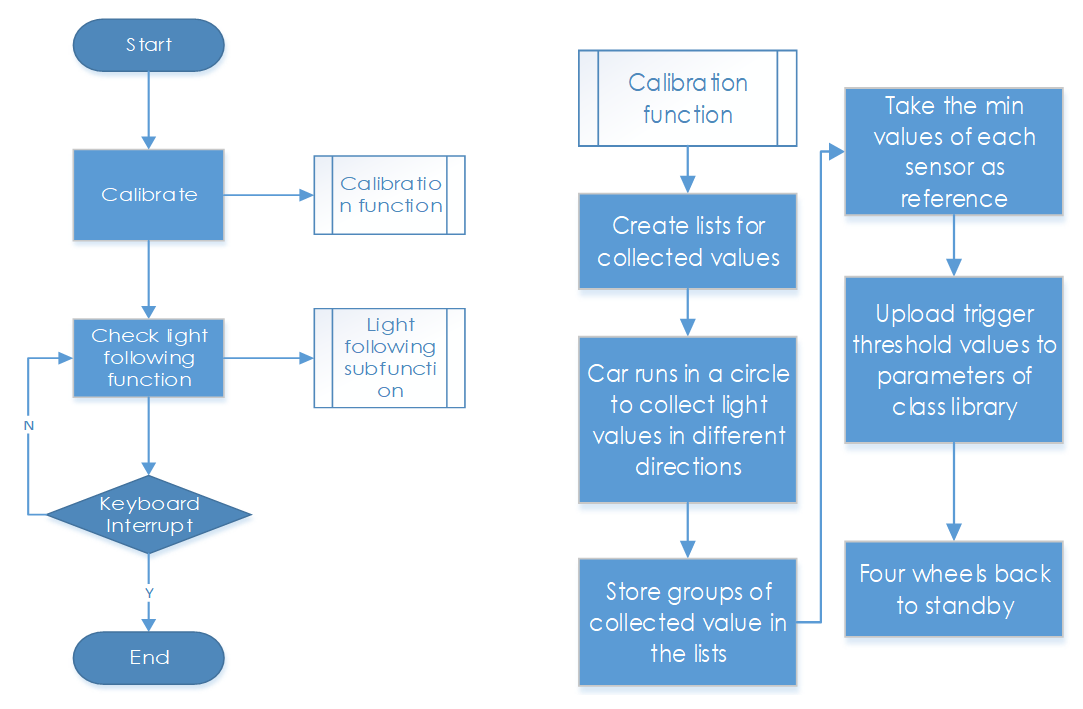 Start
Calibrate
Calibratio
n function
Check light
following
function
Light
following
subfuncti
on
N
Keyboard
Interrupt
Y
End
Calibration
function
Create lists for
collected values
Car runs in a circle
to collect light
values in different
directions
Store groups of
collected value in
the lists
Take the min
values of each
sensor as
reference
Upload trigger
threshold values to
parameters of
class library
Four wheels back
to standby